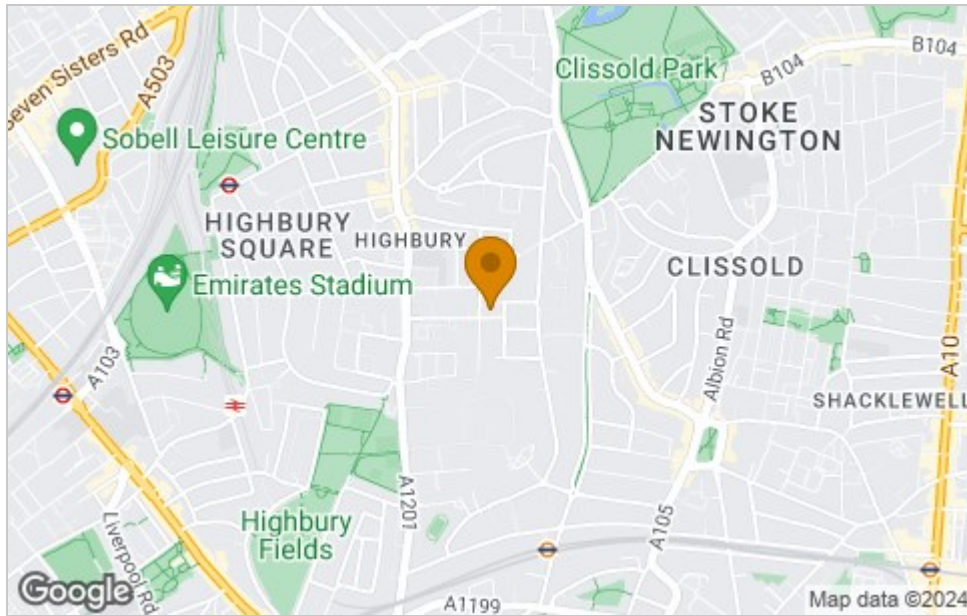 Seven Sisters Rd
A503
Sobell Leisure Centre
Clissold Park
B104
B104
STOKE
NEWINGTON
HIGHBURY
SQUARE
HIGHBURY
Emirates Stadium
CLISSOLD
A103
Albion Rd
A10
SHACKLEWELL
Highbury
Fields
A1201
A105
Liverpool Rd
A1199
Google
Map data ©2024